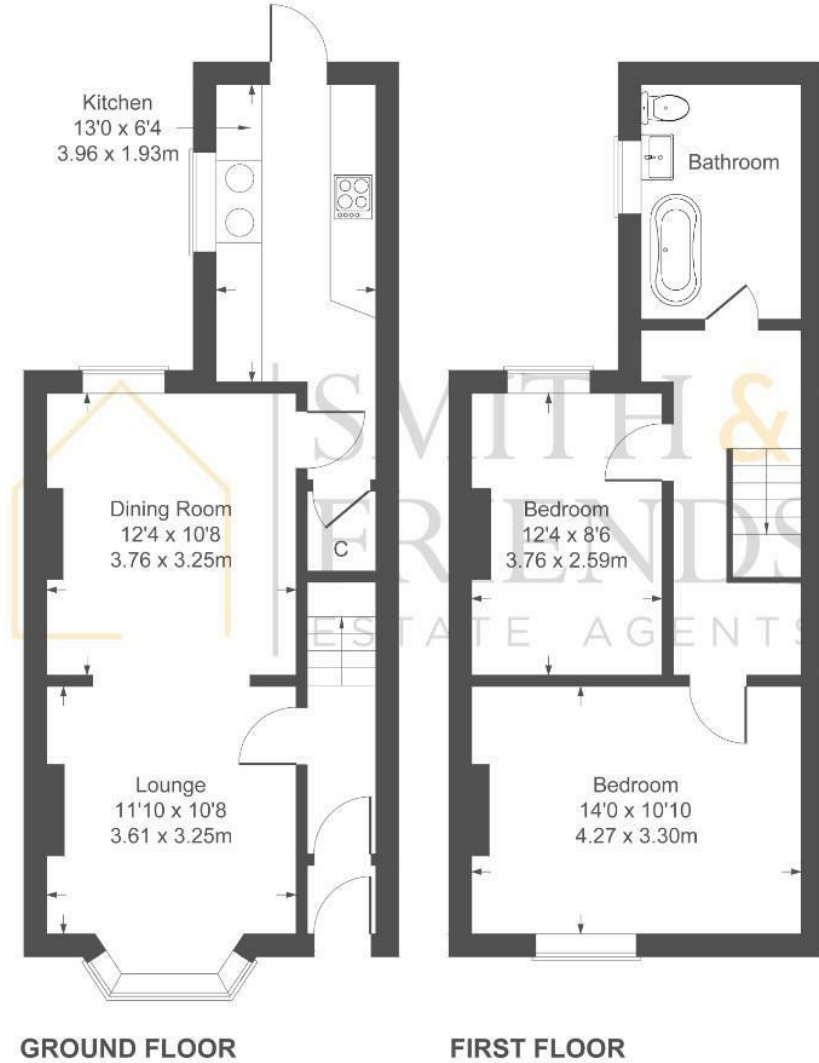 Kitchen
13'0 x 6'4
3.96 x 1.93m
Bathroom
SMITH &
FRIENDS
ESTATE AGENTS
Dining Room
12'4 x 10'8
3.76 x 3.25m
C
Bedroom
12'4 x 8'6
3.76 x 2.59m
Lounge
11'10 x 10'8
3.61 x 3.25m
Bedroom
14'0 x 10'10
4.27 x 3.30m
GROUND FLOOR
FIRST FLOOR